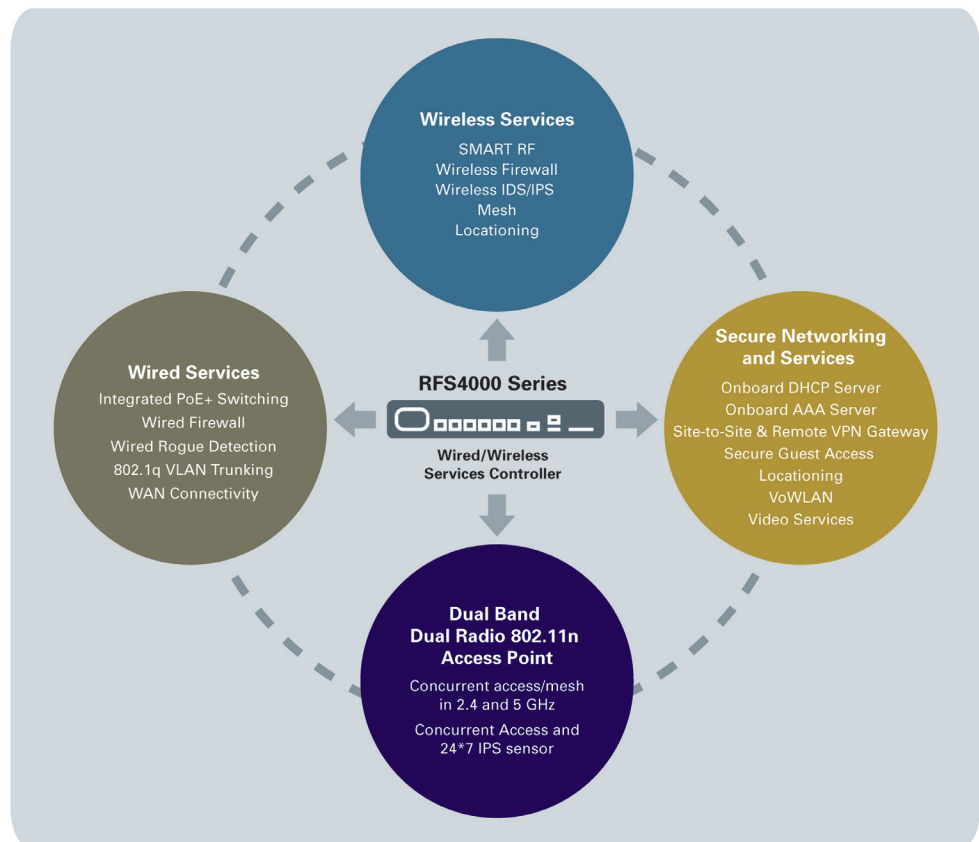 Wireless Services
SMART RF
Wireless Firewall
Wireless IDS/IPS
Mesh
Locationing
Wired Services
Integrated PoE+ Switching
Wired Firewall
Wired Rogue Detection
802.1q VLAN Trunking
WAN Connectivity
RFS4000 Series
Wired/Wireless
Services Controller
Secure Networking
and Services
Onboard DHCP Server
Onboard AAA Server
Site-to-Site & Remote VPN Gateway
Secure Guest Access
Locationing
VoWLAN
Video Services
Dual Band
Dual Radio 802.11n
Access Point
Concurrent access/mesh
in 2.4 and 5 GHz
Concurrent Access and
24*7 IPS sensor